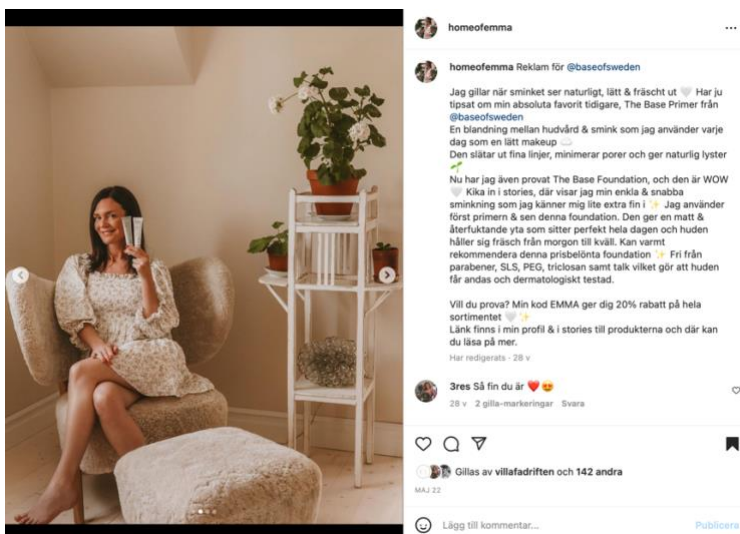 homeofemma
homeofemma Reklam för @baseofsweden
Jag gillar när sminket ser naturligt, lätt & fräscht ut 🤍 Har ju
tipsat om min absoluta favorit tidigare, The Base Primer från
@baseofsweden
En blandning mellan hudvård & smink som jag använder varje
dag som en lätt makeup ☁️
Den slätar ut fina linjer, minimerar porer och ger naturlig lyster
🌱
Nu har jag även provat The Base Foundation, och den är WOW
🤍 Kika in i stories, där visar jag min enkla & snabba
sminkning som jag känner mig lite extra fin i ✨ Jag använder
först primern & sen denna foundation. Den ger en matt &
återfuktande yta som sitter perfekt hela dagen och huden
håller sig fräsch från morgon till kväll. Kan varmt
rekommendera denna prisbelönta foundation ✨ Fri från
parabener, SLS, PEG, triclosan samt talk vilket gör att huden
får andas och dermatologiskt testad.
Vill du prova? Min kod EMMA ger dig 20% rabatt på hela
sortimentet 🤍✨
Länk finns i min profil & i stories till produkterna och där kan
du läsa på mer.
Har redigerats · 28 v
3res Så fin du är ❤️😍
28 v 2 gilla-markeringar Svara
Gillas av villafadriften och 142 andra
MAJ 22
Lägg till kommentar...
Publicera